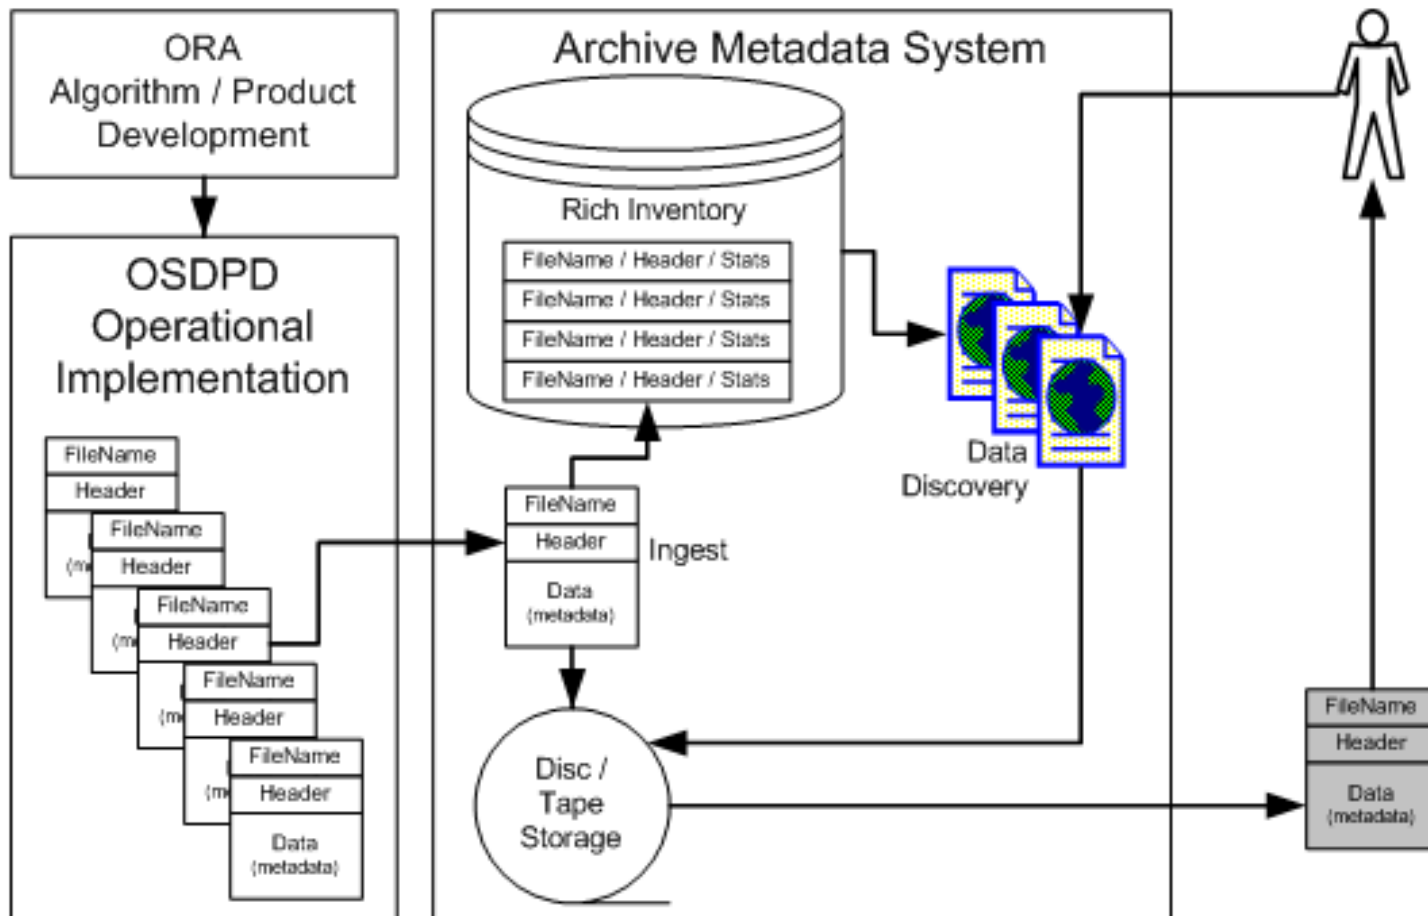 ORA
Algorithm / Product
Development
OSDPD
Operational
Implementation
FileName
Header
(m
FileName
Header
(m
FileName
Header
(m
FileName
Header
(m
FileName
Header
Data
(metadata)
Archive Metadata System
Rich Inventory
FileName / Header / Stats
FileName / Header / Stats
FileName / Header / Stats
FileName / Header / Stats
FileName
Header
Data
(metadata)
Ingest
Data
Discovery
Disc /
Tape
Storage
FileName
Header
Data
(metadata)